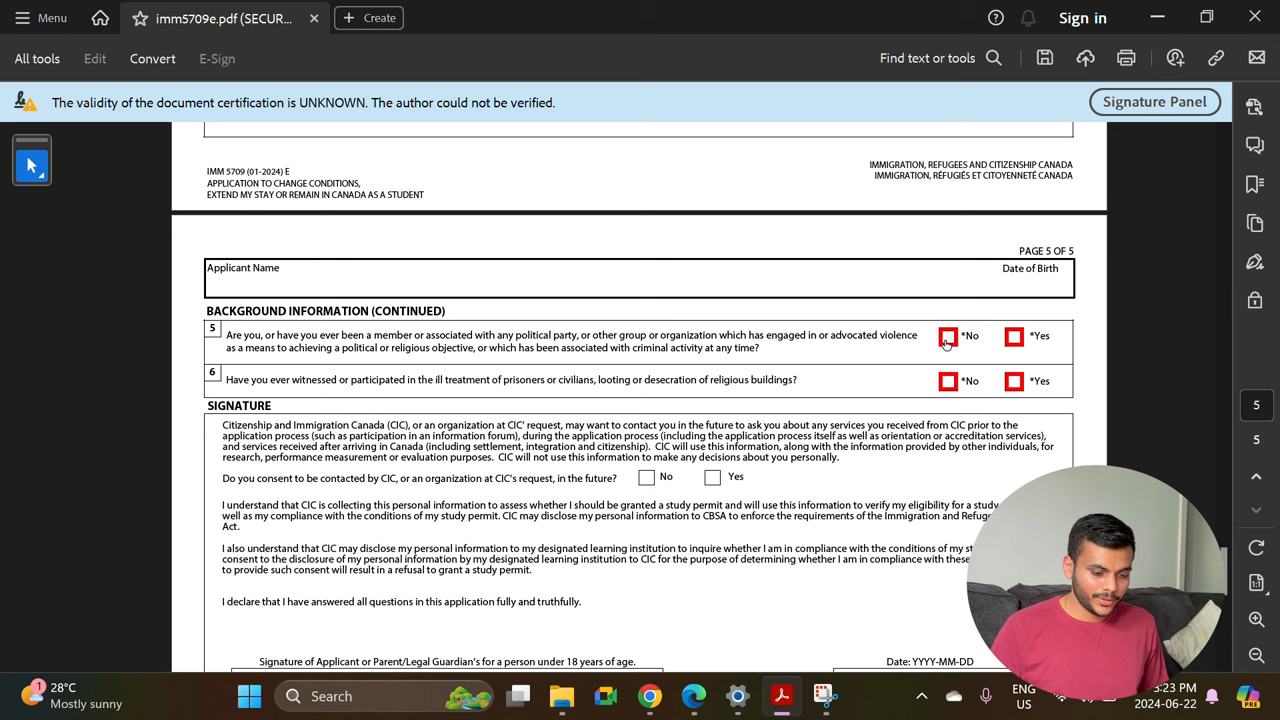 Menu
imm5709e.pdf (SECUR...
Create
Sign in
All tools
Edit
Convert
E-Sign
Find text or tools
The validity of the document certification is UNKNOWN. The author could not be verified.
Signature Panel
IMM 5709 (01-2024) E
APPLICATION TO CHANGE CONDITIONS,
EXTEND MY STAY OR REMAIN IN CANADA AS A STUDENT
IMMIGRATION, REFUGEES AND CITIZENSHIP CANADA
IMMIGRATION, RÉFUGIÉS ET CITOYENNETÉ CANADA
PAGE 5 OF 5
Applicant Name
Date of Birth
BACKGROUND INFORMATION (CONTINUED)
5
Are you, or have you ever been a member or associated with any political party, or other group or organization which has engaged in or advocated violence
as a means to achieving a political or religious objective, or which has been associated with criminal activity at any time?
*No
*Yes
6
Have you ever witnessed or participated in the ill treatment of prisoners or civilians, looting or desecration of religious buildings?
*No
*Yes
SIGNATURE
Citizenship and Immigration Canada (CIC), or an organization at CIC' request, may want to contact you in the future to ask you about any services you received from CIC prior to the
application process (such as participation in an information forum), during the application process (including the application process itself as well as orientation or accreditation services),
and services received after arriving in Canada (including settlement, integration and citizenship). CIC will use this information, along with the information provided by other individuals, for
research, performance measurement or evaluation purposes. CIC will not use this information to make any decisions about you personally.
Do you consent to be contacted by CIC, or an organization at CIC's request, in the future?
No
Yes
I understand that CIC is collecting this personal information to assess whether I should be granted a study permit and will use this information to verify my eligibility for a study
well as my compliance with the conditions of my study permit. CIC may disclose my personal information to CBSA to enforce the requirements of the Immigration and
Act.
I also understand that CIC may disclose my personal information to my designated learning institution to inquire whether I am in compliance with the conditions of my
consent to the disclosure of my personal information by my designated learning institution to CIC for the purpose of determining whether I am in compliance with these
to provide such consent will result in a refusal to grant a study permit.
I declare that I have answered all questions in this application fully and truthfully.
Signature of Applicant or Parent/Legal Guardian's for a person under 18 years of age.
Date: YYYY-MM-DD
5
5
1
28°C
Mostly sunny
Search
ENG
US
3:23 PM
2024-06-22
PRE